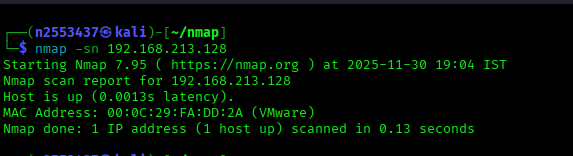 ┌──(n2553437㉿kali)-[~/nmap]
└─$ nmap -sn 192.168.213.128
Starting Nmap 7.95 ( https://nmap.org ) at 2025-11-30 19:04 IST
Nmap scan report for 192.168.213.128
Host is up (0.0013s latency).
MAC Address: 00:0C:29:FA:DD:2A (VMware)
Nmap done: 1 IP address (1 host up) scanned in 0.13 seconds